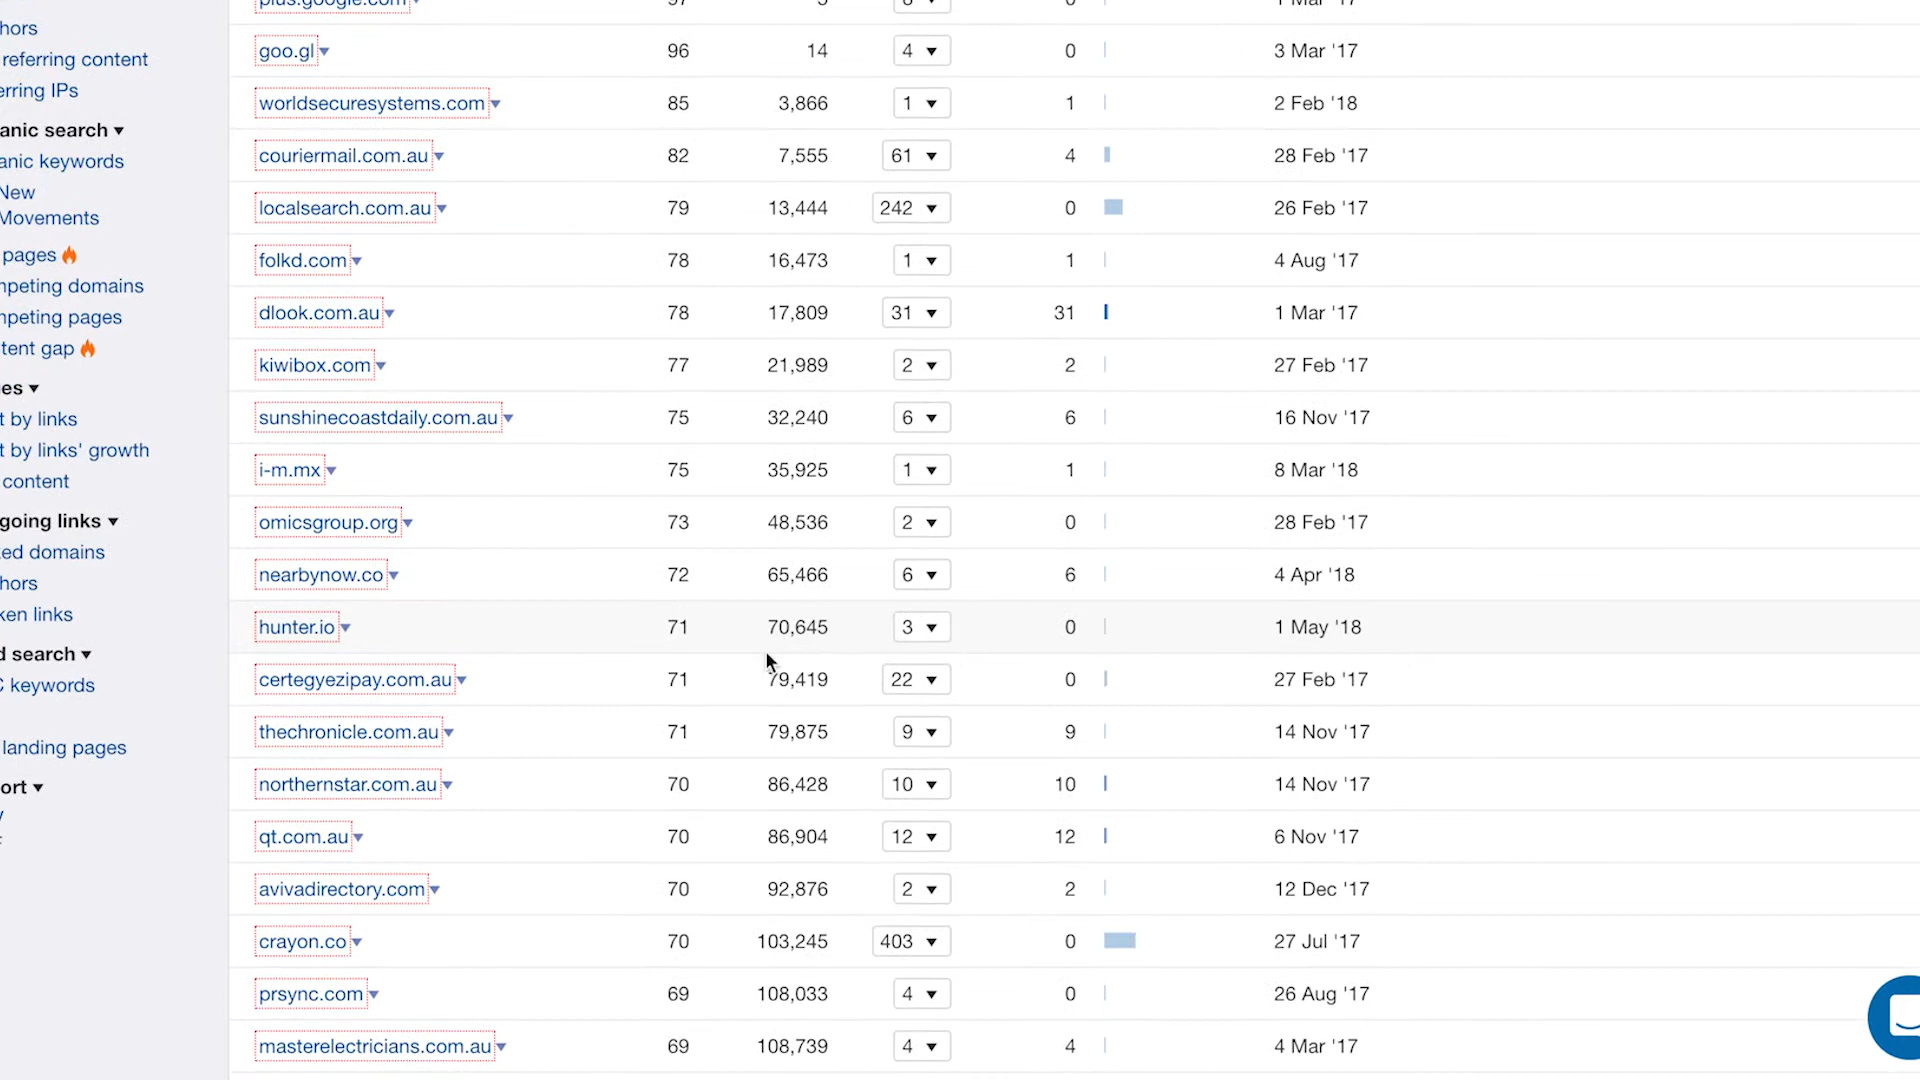 hors
referring content
erring IPs
anic search
anic keywords
New
Movements
pages
npeting domains
npeting pages
tent gap
es
t by links
t by links' growth
content
going links
ked domains
hors
ken links
d search
C keywords
landing pages
ort
plus.google.com 97 1 Mar '17
goo.gl 96 14 4 0 3 Mar '17
worldsecuresystems.com 85 3,866 1 1 2 Feb '18
couriermail.com.au 82 7,555 61 4 28 Feb '17
localsearch.com.au 79 13,444 242 0 26 Feb '17
folkd.com 78 16,473 1 1 4 Aug '17
dlook.com.au 78 17,809 31 31 1 Mar '17
kiwibox.com 77 21,989 2 2 27 Feb '17
sunshinecoastdaily.com.au 75 32,240 6 6 16 Nov '17
i-m.mx 75 35,925 1 1 8 Mar '18
omicsgroup.org 73 48,536 2 0 28 Feb '17
nearbynow.co 72 65,466 6 6 4 Apr '18
hunter.io 71 70,645 3 0 1 May '18
certegyezipay.com.au 71 79,419 22 0 27 Feb '17
thechronicle.com.au 71 79,875 9 9 14 Nov '17
northernstar.com.au 70 86,428 10 10 14 Nov '17
qt.com.au 70 86,904 12 12 6 Nov '17
avivadirectory.com 70 92,876 2 2 12 Dec '17
crayon.co 70 103,245 403 0 27 Jul '17
prsync.com 69 108,033 4 0 26 Aug '17
masterelectricians.com.au 69 108,739 4 4 4 Mar '17